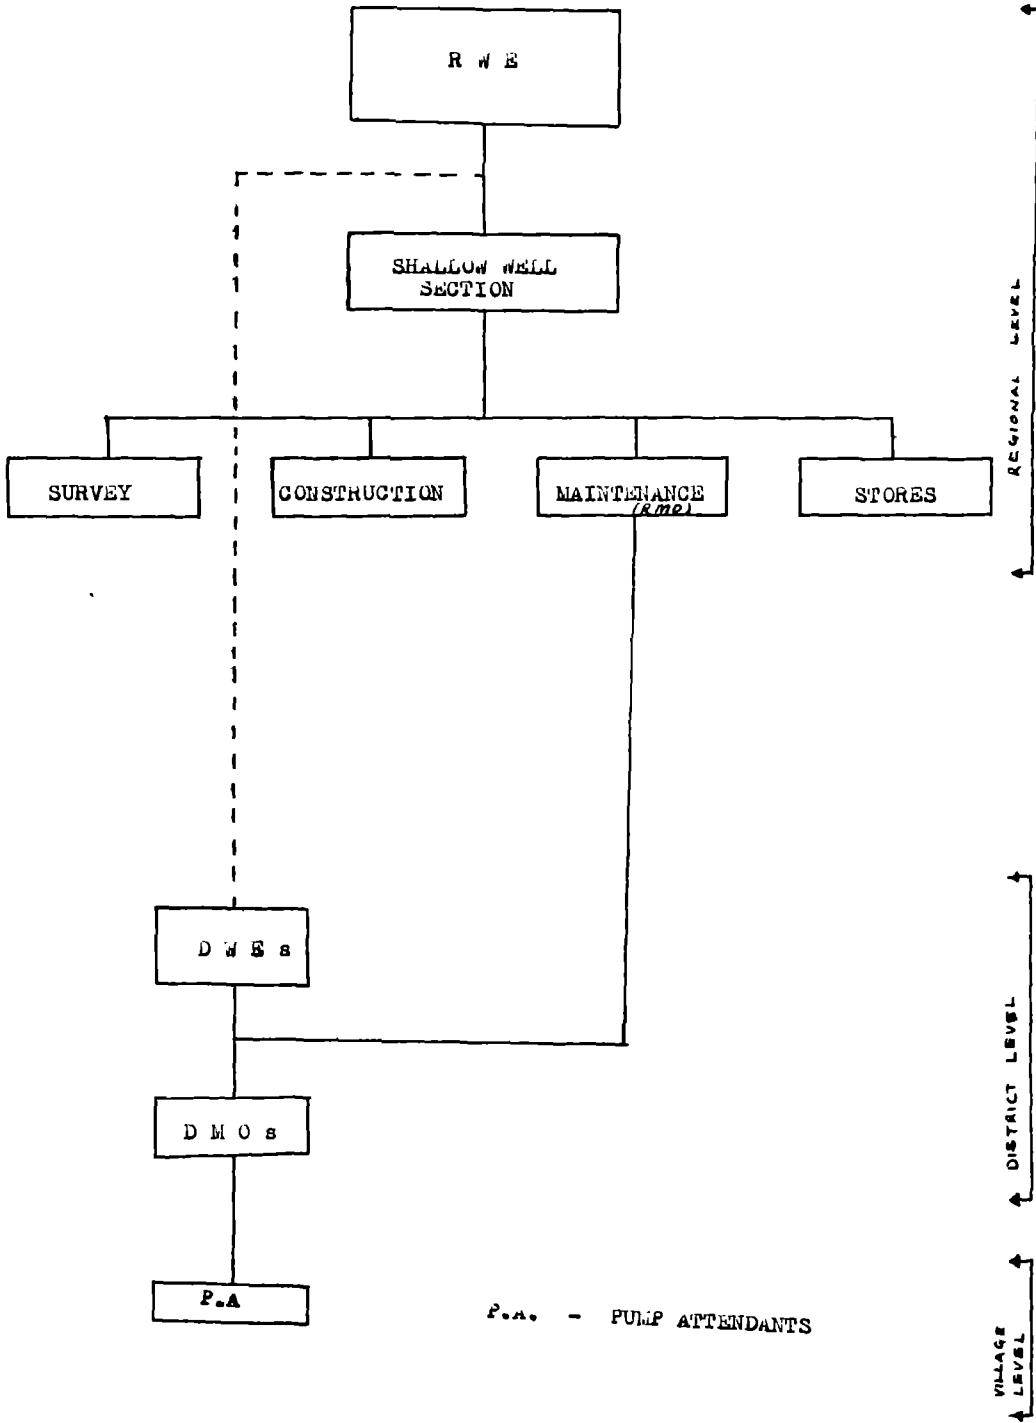 R W E
SHALLOW WELL
SECTION
REGIONAL LEVEL
SURVEY
CONSTRUCTION
MAINTENANCE
(RMO)
STORES
D W E s
D M O s
DISTRICT LEVEL
P.A
P.A. - PUMP ATTENDANTS
VILLAGE
LEVEL